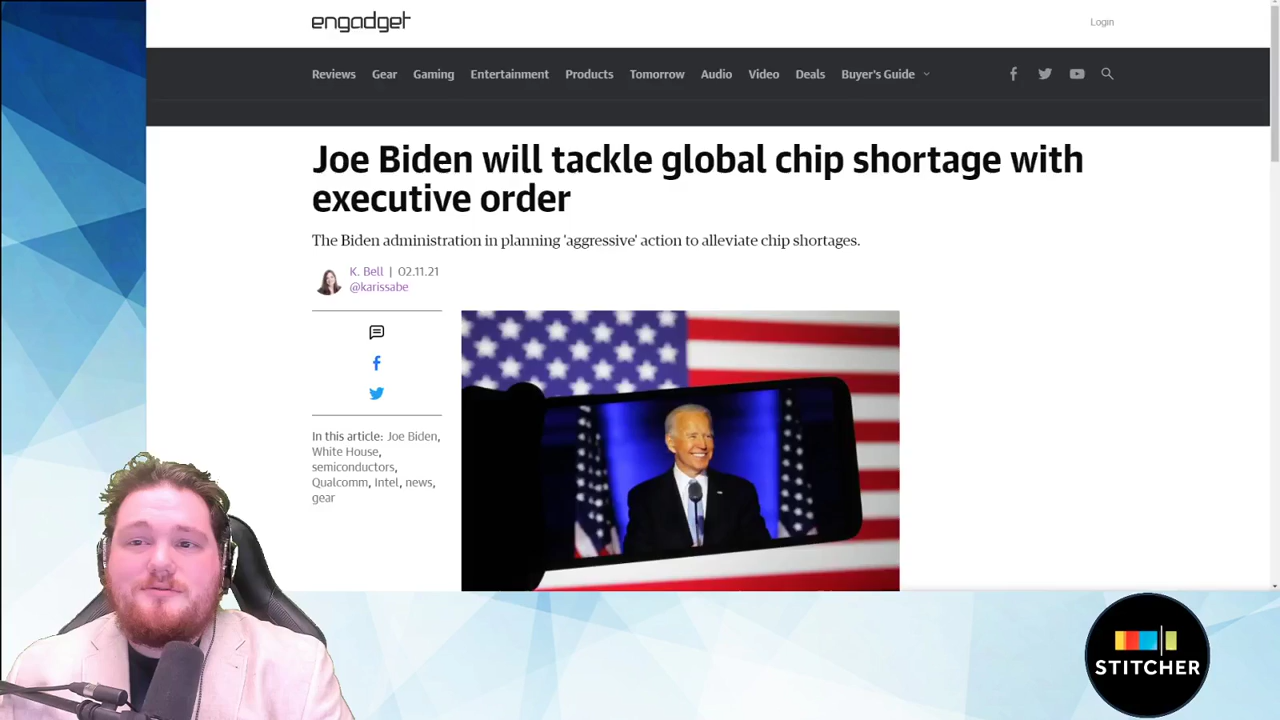 engadget
Login
Reviews Gear Gaming Entertainment Products Tomorrow Audio Video Deals Buyer's Guide
Joe Biden will tackle global chip shortage with
executive order
The Biden administration in planning 'aggressive' action to alleviate chip shortages.
K. Bell | 02.11.21
@karissabe
In this article: Joe Biden,
White House,
semiconductors,
Qualcomm, Intel, news,
gear
STITCHER